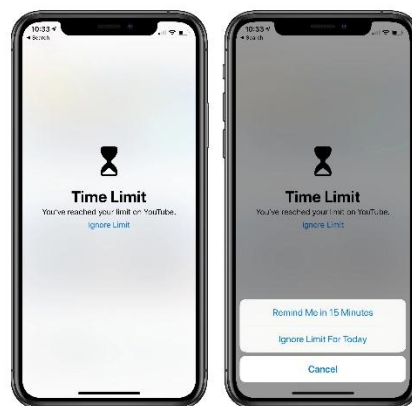 10:33
Search
Time Limit
You've reached your limit on YouTube.
Ignore Limit
10:33
Search
Time Limit
You've reached your limit on YouTube.
Ignore Limit
Remind Me in 15 Minutes
Ignore Limit For Today
Cancel